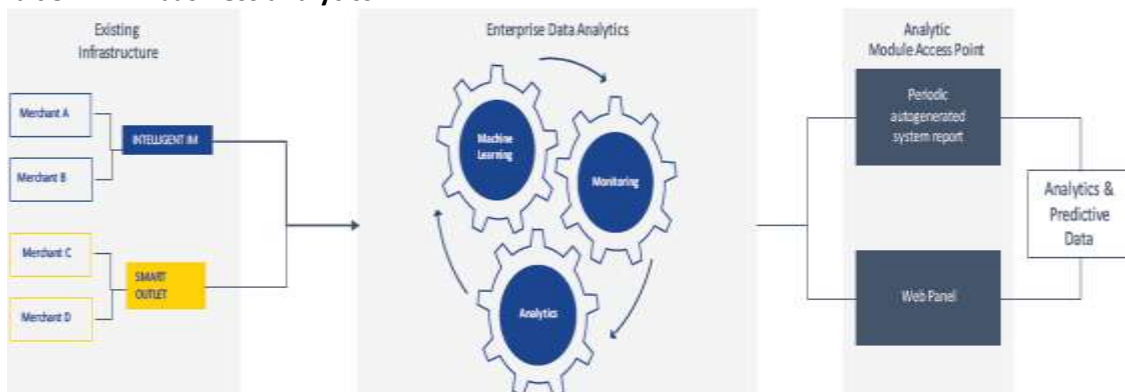 Existing
Infrastructure
Merchant A
Merchant B
INTELLIGENT IM
Merchant C
Merchant D
SMART
OUTLET
Enterprise Data Analytics
Machine
Learning
Monitoring
Analytics
Analytic
Module Access Point
Periodic
autogenerated
system report
Web Panel
Analytics &
Predictive
Data